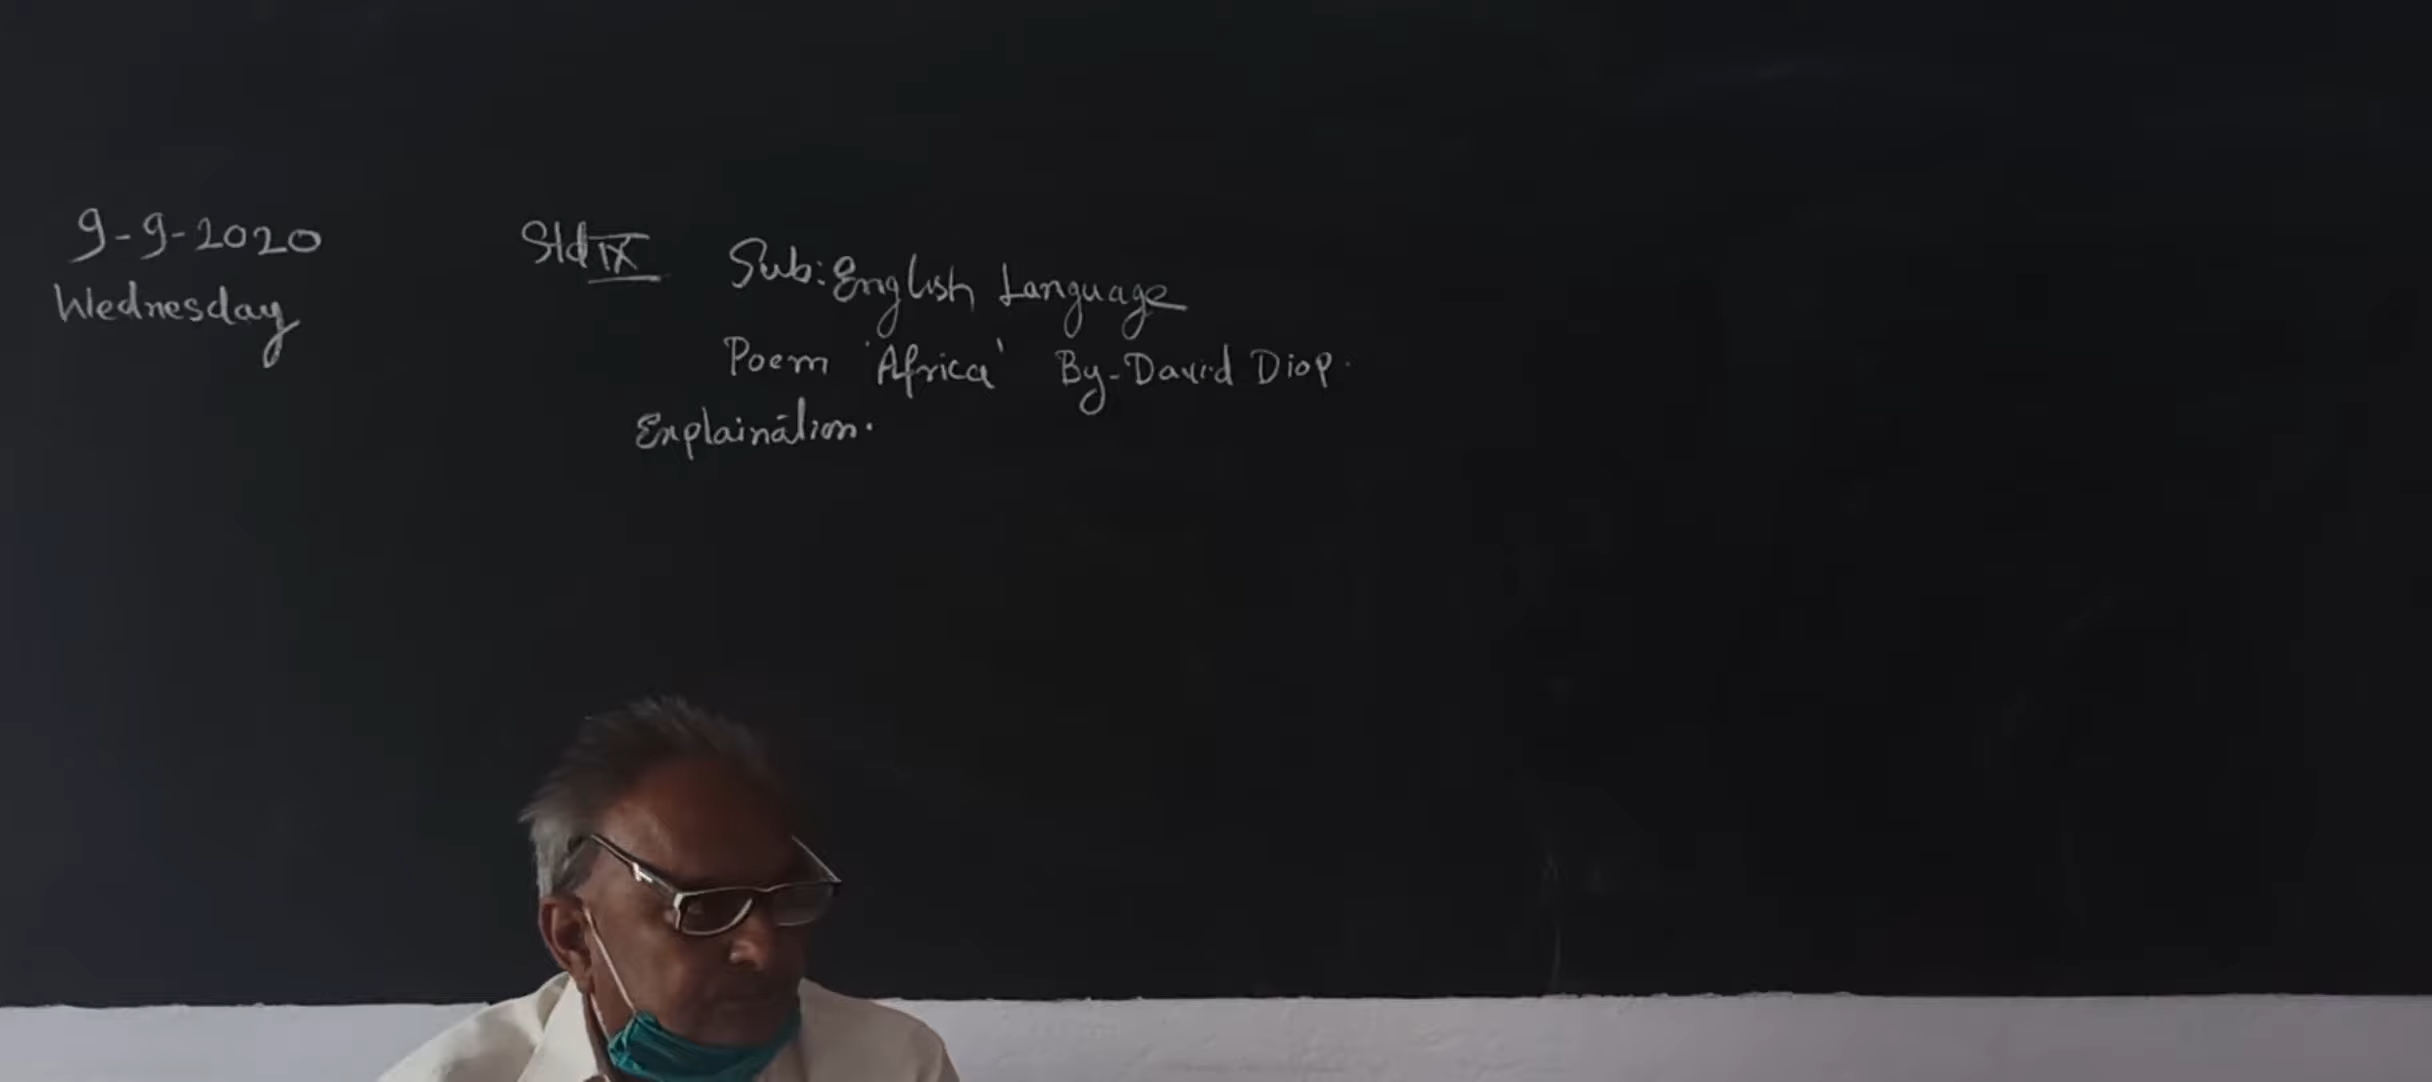 9-9-2020
Wednesday
Std IX Sub: English Language
Poem 'Africa' By-David Diop.
Explaination.